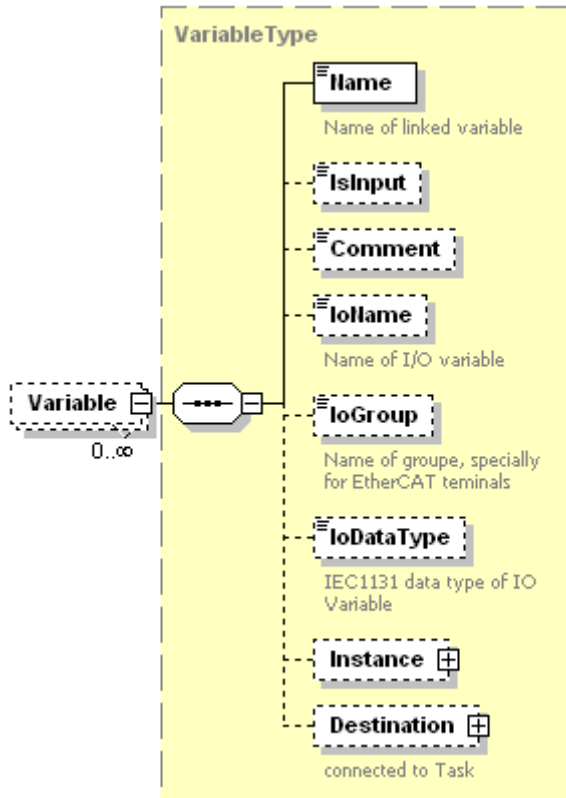 VariableType
Name
Name of linked variable
IsInput
Comment
IoName
Name of I/O variable
Variable
0..∞
IoGroup
Name of groupe, specially
for EtherCAT teminals
IoDataType
IEC1131 data type of IO
Variable
Instance
Destination
connected to Task